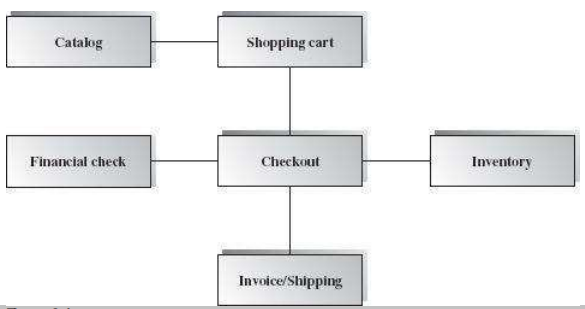 Catalog
Shopping cart
Financial check
Checkout
Inventory
Invoice/Shipping